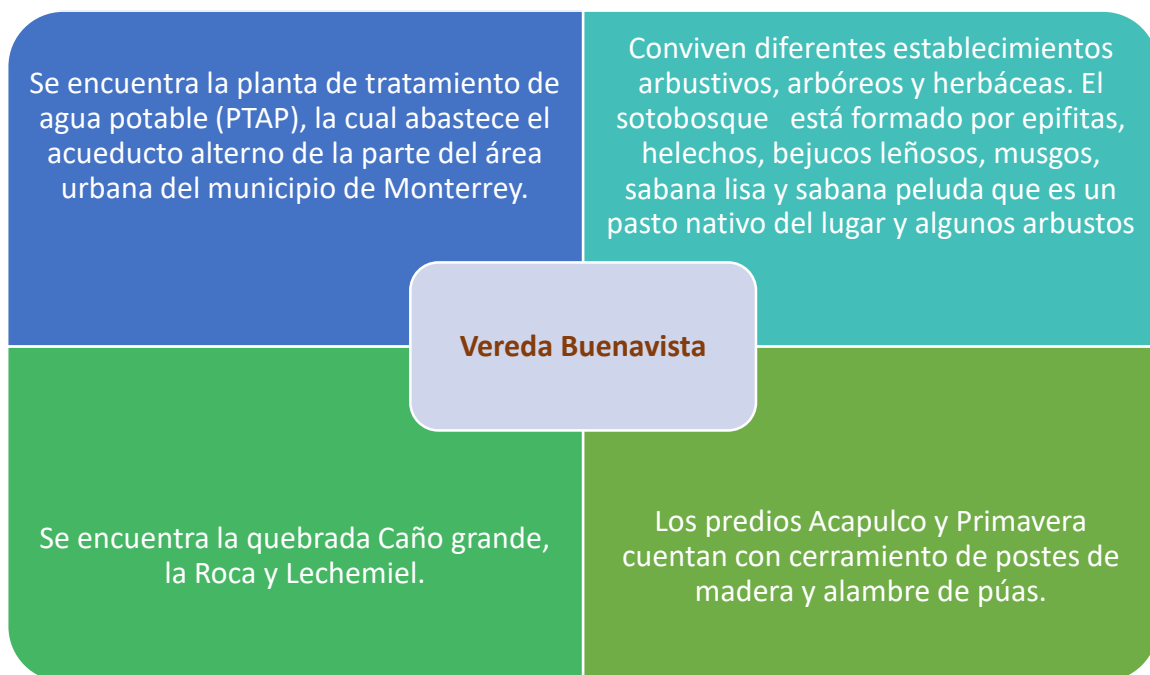 Se encuentra la planta de tratamiento de
agua potable (PTAP), la cual abastece el
acueducto alterno de la parte del área
urbana del municipio de Monterrey.
Conviven diferentes establecimientos
arbustivos, arbóreos y herbáceas. El
sotobosque   está formado por epifitas,
helechos, bejucos leñosos, musgos,
sabana lisa y sabana peluda que es un
pasto nativo del lugar y algunos arbustos
Vereda Buenavista
Se encuentra la quebrada Caño grande,
la Roca y Lechemiel.
Los predios Acapulco y Primavera
cuentan con cerramiento de postes de
madera y alambre de púas.